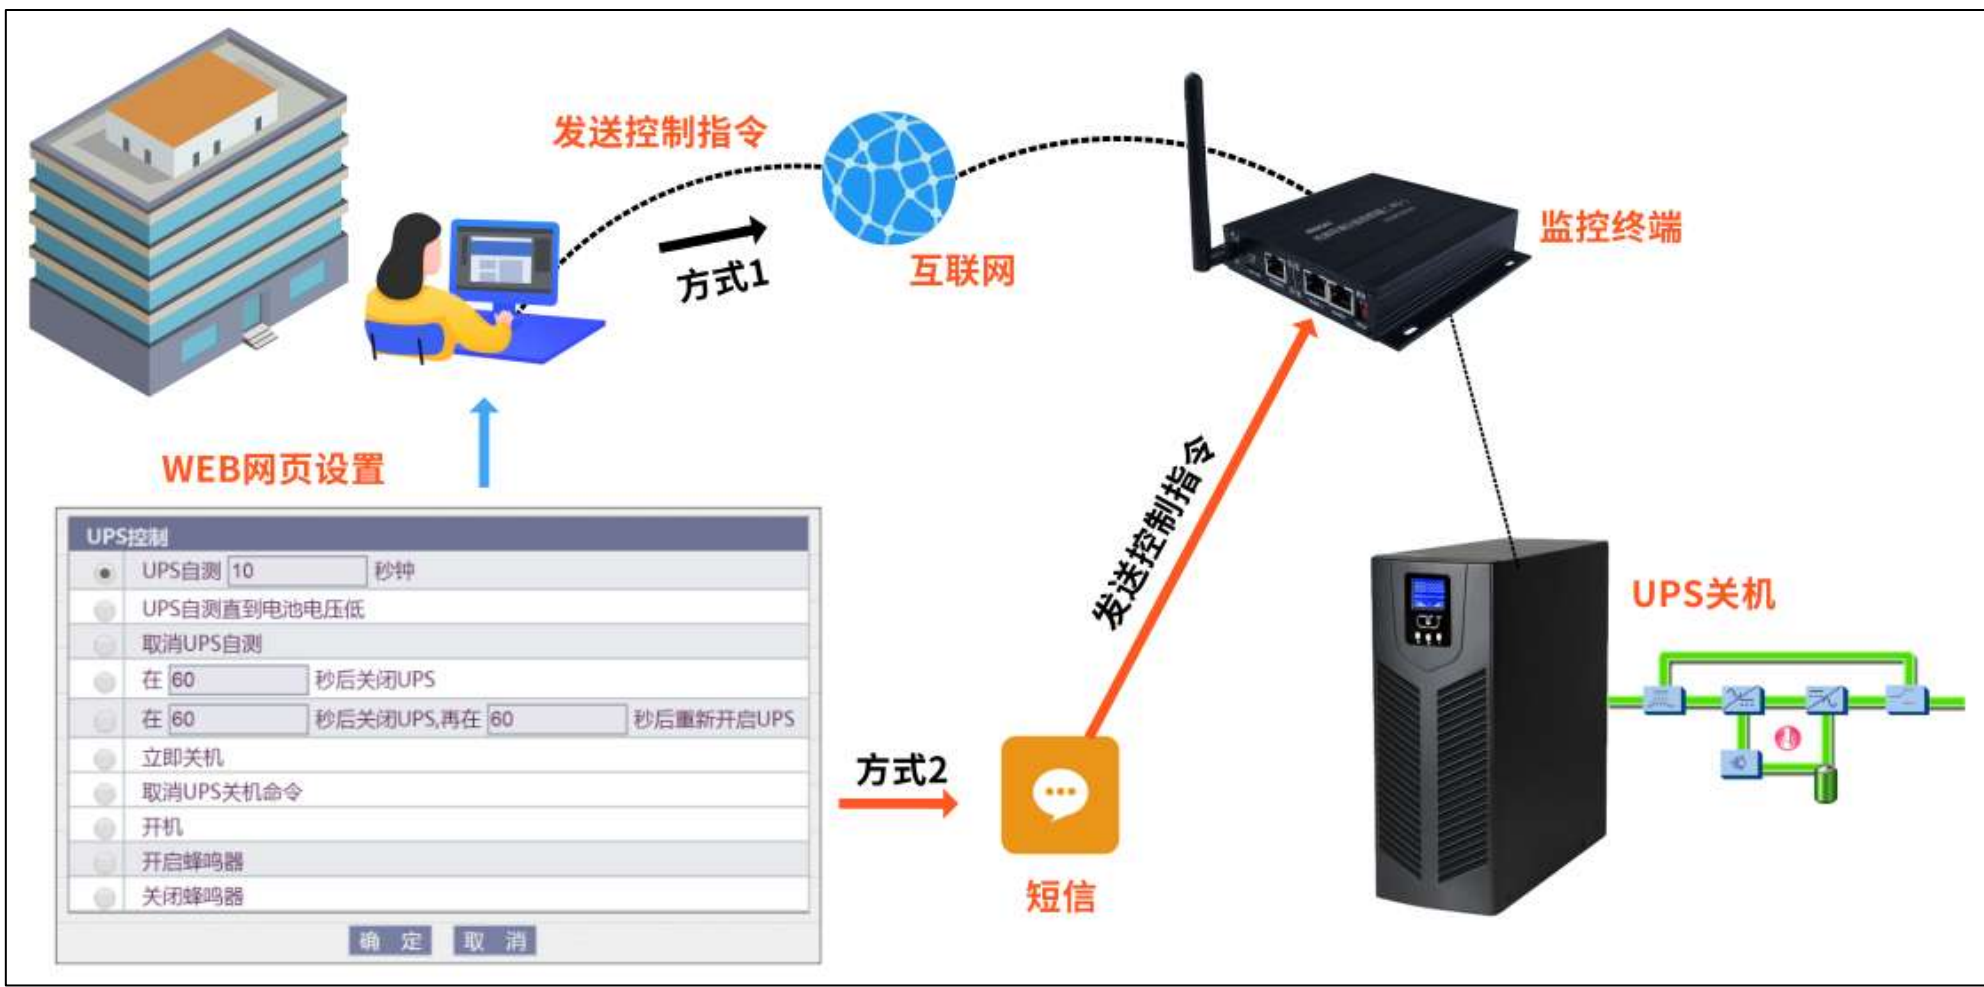 发送控制指令
方式1
互联网
监控终端
WEB网页设置
UPS控制
UPS自测 10 秒钟
UPS自测直到电池电压低
取消UPS自测
在 60 秒后关闭UPS
在 60 秒后关闭UPS,再在 60 秒后重新开启UPS
立即关机
取消UPS关机命令
开机
开启蜂鸣器
关闭蜂鸣器
确 定 取 消
方式2
发送控制指令
短信
UPS关机